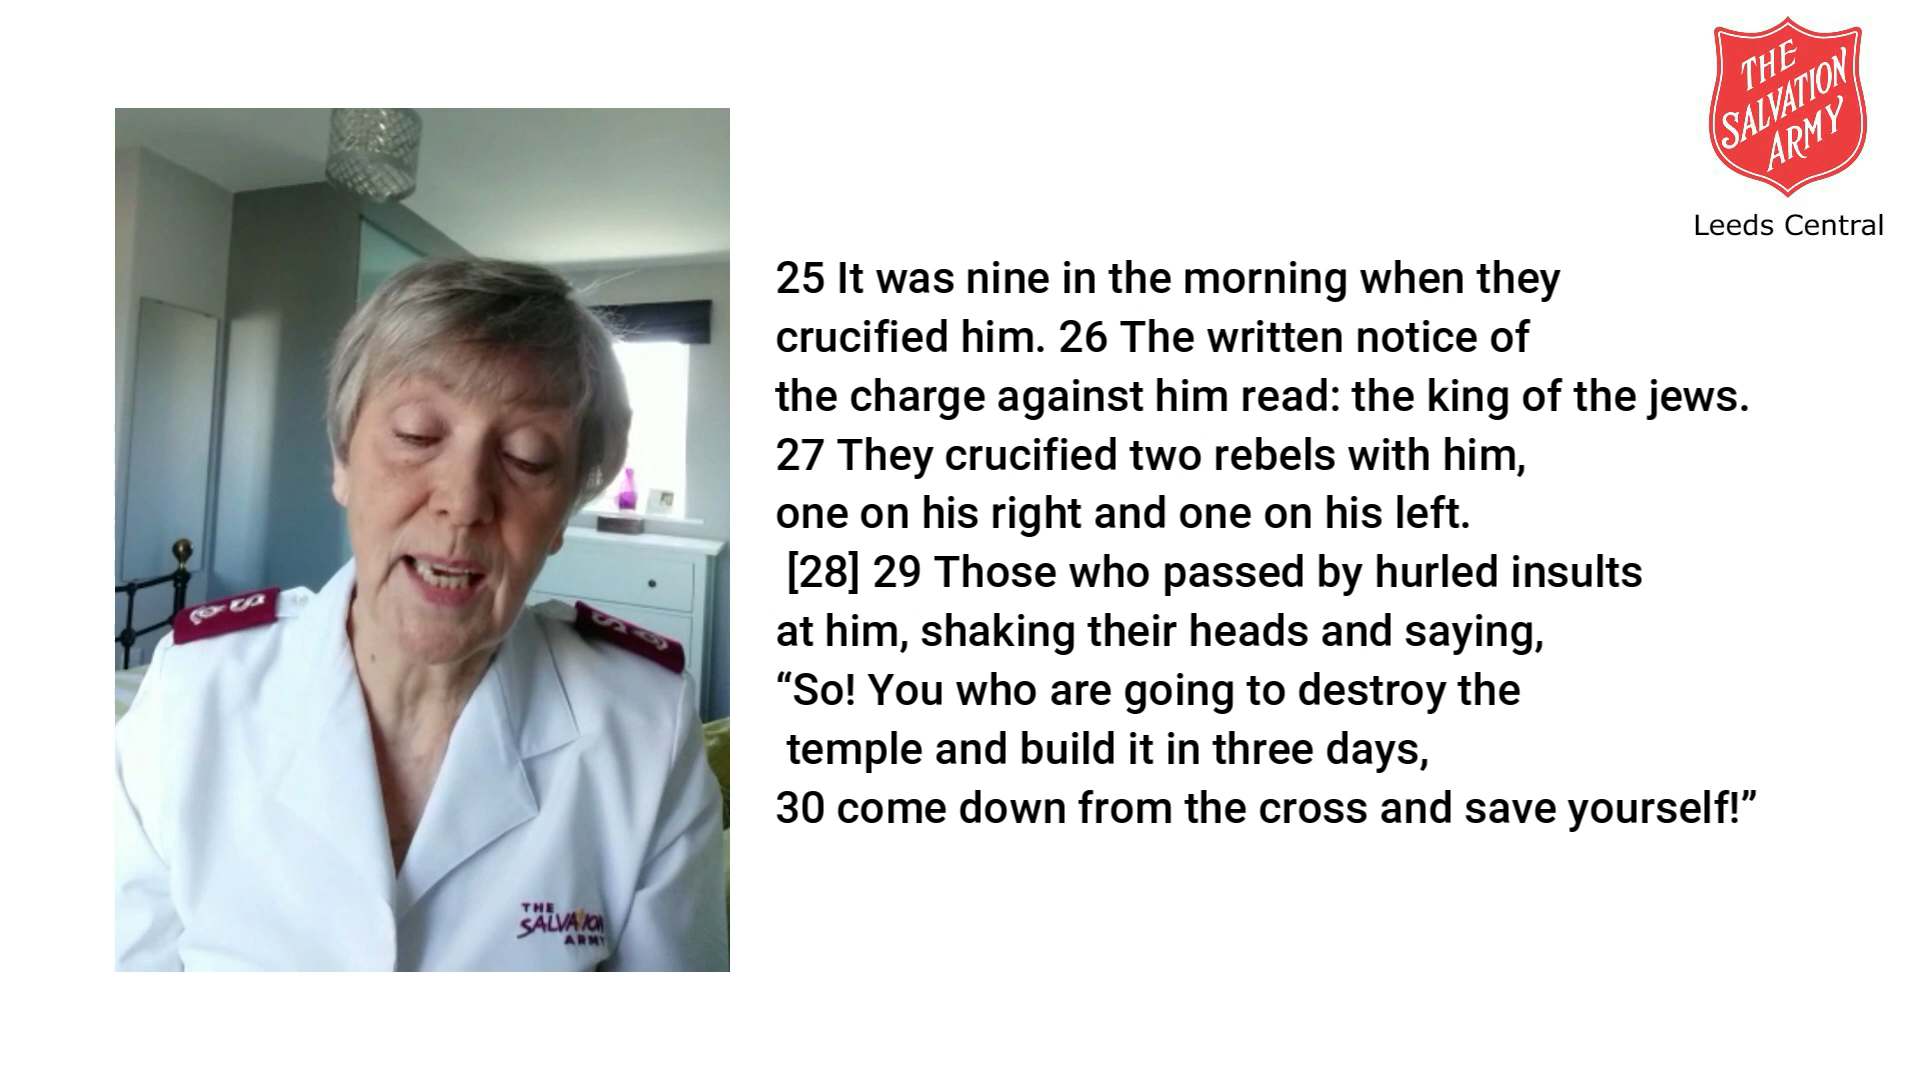 THE
SALVATION
ARMY
Leeds Central
25 It was nine in the morning when they
crucified him. 26 The written notice of
the charge against him read: the king of the jews.
27 They crucified two rebels with him,
one on his right and one on his left.
[28] 29 Those who passed by hurled insults
at him, shaking their heads and saying,
“So! You who are going to destroy the
temple and build it in three days,
30 come down from the cross and save yourself!”
S
S
THE
SALVATION
ARMY